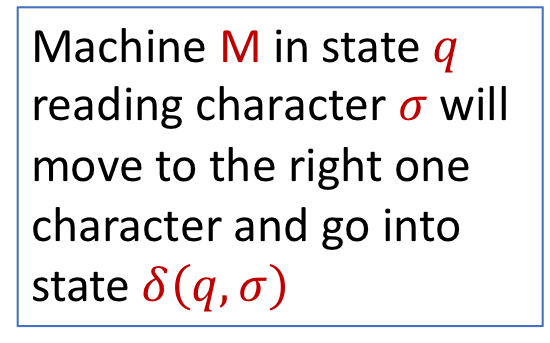 Machine M in state q
reading character σ will
move to the right one
character and go into
state δ(q, σ)